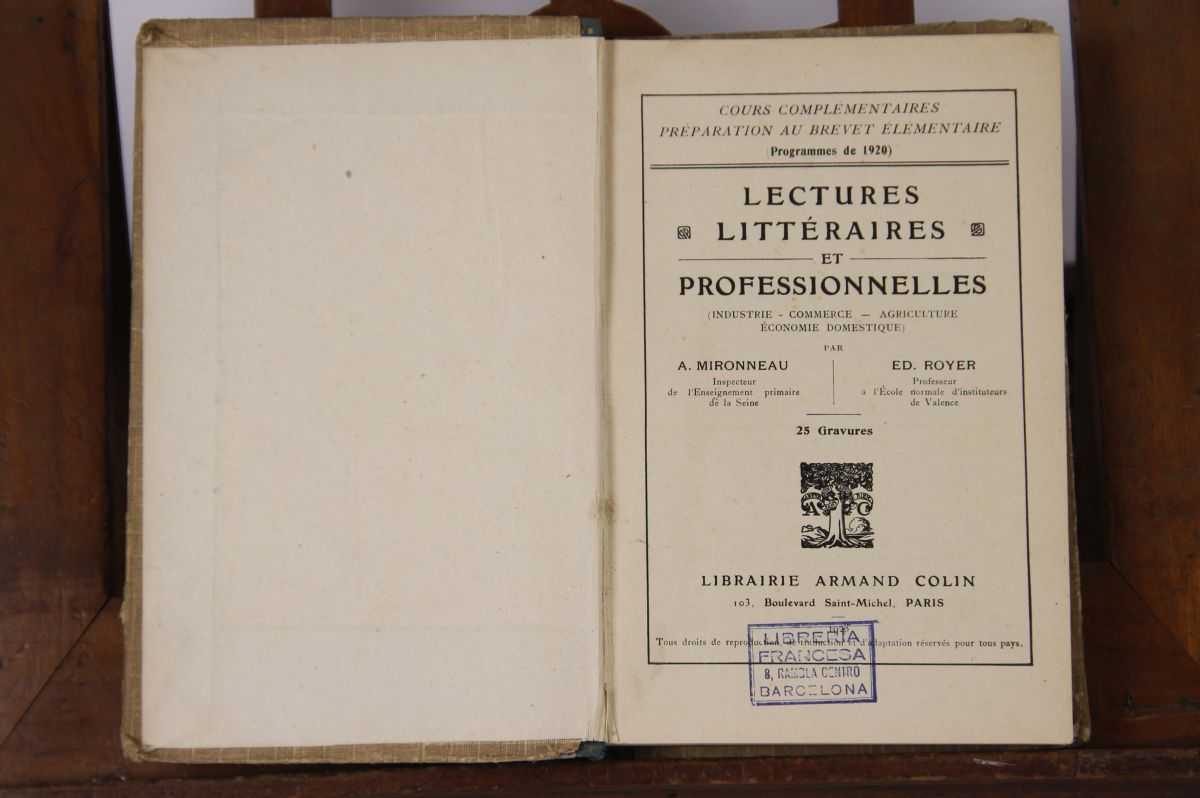 COURS COMPLÉMENTAIRES
PRÉPARATION AU BREVET ÉLÉMENTAIRE
(Programmes de 1920)
LECTURES
LITTÉRAIRES
ET
PROFESSIONNELLES
(INDUSTRIE - COMMERCE — AGRICULTURE
ÉCONOMIE DOMESTIQUE)
PAR
A. MIRONNEAU
Inspecteur
de l'Enseignement primaire
de la Seine
ED. ROYER
Professeur
à l'École normale d'instituteurs
de Valence
25 Gravures
A C
LIBRAIRIE ARMAND COLIN
103, Boulevard Saint-Michel, PARIS
Tous droits de reproduction, de traduction et d'adaptation réservés pour tous pays.
LIBRERIA
FRANCESA
8, RAMBLA CENTRO
BARCELONA